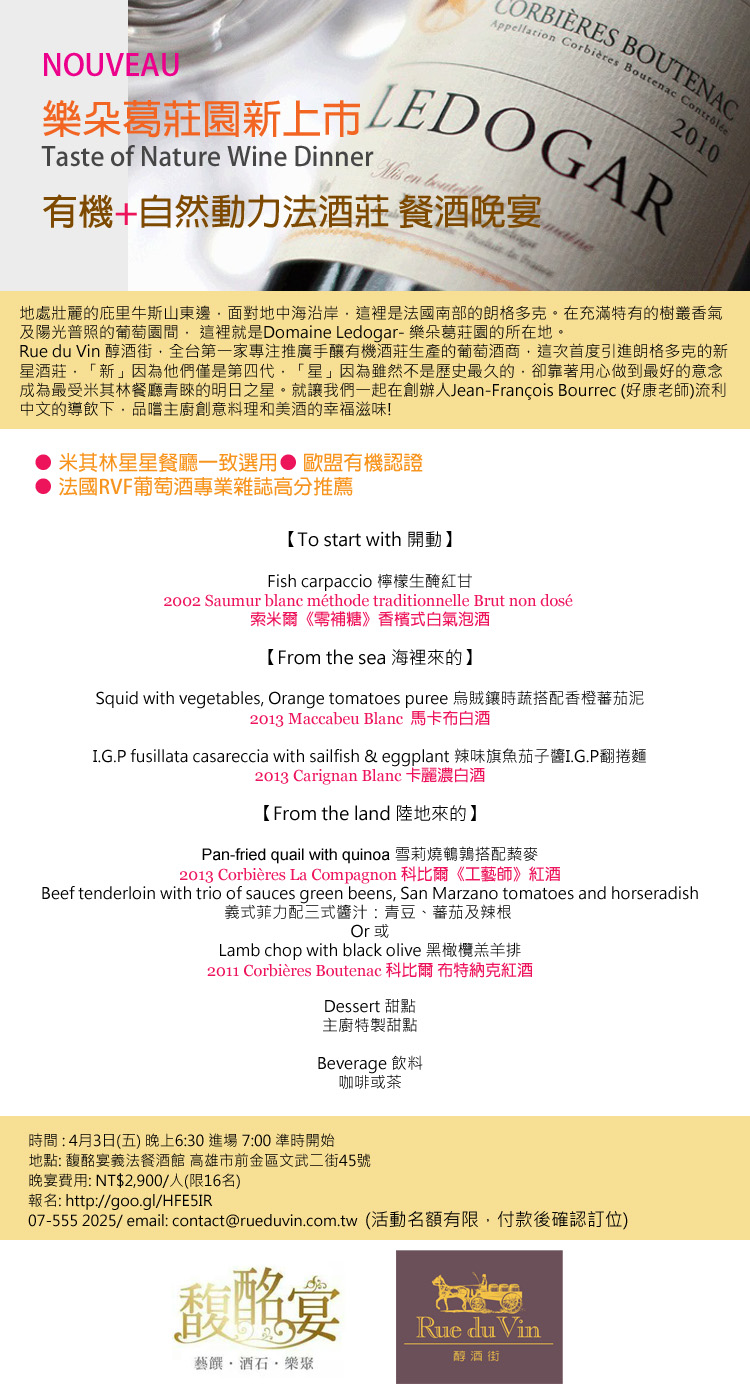 CORBIÈRES BOUTENAC
Appellation Corbières Boutenac Contrôlée
2010
LEDOGAR
Mis en bouteille
Domaine
Produit de France
NOUVEAU
樂朵葛莊園新上市
Taste of Nature Wine Dinner
有機+自然動力法酒莊 餐酒晚宴
地處壯麗的庇里牛斯山東邊，面對地中海沿岸，這裡是法國南部的朗格多克。在充滿特有的樹叢香氣
及陽光普照的葡萄園間， 這裡就是Domaine Ledogar- 樂朵葛莊園的所在地。
Rue du Vin 醇酒街，全台第一家專注推廣手釀有機酒莊生產的葡萄酒商，這次首度引進朗格多克的新
星酒莊，「新」因為他們僅是第四代，「星」因為雖然不是歷史最久的，卻靠著用心做到最好的意念
成為最受米其林餐廳青睞的明日之星。就讓我們一起在創辦人Jean-François Bourrec (好康老師)流利
中文的導飲下，品嚐主廚創意料理和美酒的幸福滋味!
● 米其林星星餐廳一致選用● 歐盟有機認證
● 法國RVF葡萄酒專業雜誌高分推薦
【To start with 開動】
Fish carpaccio 檸檬生醃紅甘
2002 Saumur blanc méthode traditionnelle Brut non dosé
索米爾《零補糖》香檳式白氣泡酒
【From the sea 海裡來的】
Squid with vegetables, Orange tomatoes puree 烏賊鑲時蔬搭配香橙蕃茄泥
2013 Maccabeu Blanc 馬卡布白酒
I.G.P fusillata casareccia with sailfish & eggplant 辣味旗魚茄子醬I.G.P翻捲麵
2013 Carignan Blanc 卡麗濃白酒
【From the land 陸地來的】
Pan-fried quail with quinoa 雪莉燒鵪鶉搭配藜麥
2013 Corbières La Compagnon 科比爾《工藝師》紅酒
Beef tenderloin with trio of sauces green beens, San Marzano tomatoes and horseradish
義式菲力配三式醬汁：青豆、蕃茄及辣根
Or 或
Lamb chop with black olive 黑橄欖羔羊排
2011 Corbières Boutenac 科比爾 布特納克紅酒
Dessert 甜點
主廚特製甜點
Beverage 飲料
咖啡或茶
時間 : 4月3日(五) 晚上6:30 進場 7:00 準時開始
地點: 馥酩宴義法餐酒館 高雄市前金區文武二街45號
晚宴費用: NT$2,900/人(限16名)
報名: http://goo.gl/HFE5IR
07-555 2025/ email: contact@rueduvin.com.tw (活動名額有限，付款後確認訂位)
馥酩宴
藝饌・酒石・樂聚
Rue du Vin
醇酒街